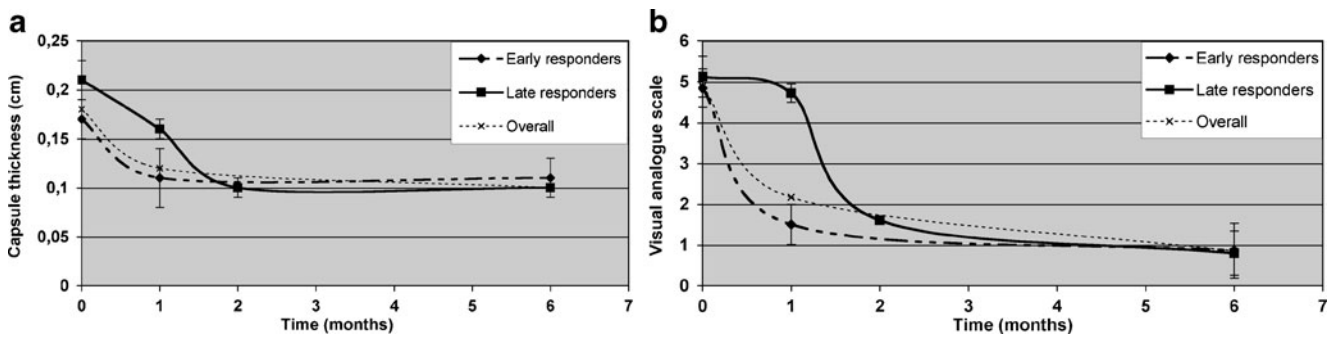 a
Capsule thickness (cm)
0,25
0,2
0,15
0,1
0,05
0
0 1 2 3 4 5 6 7
Time (months)
Early responders
Late responders
Overall
b
Visual analogue scale
6
5
4
3
2
1
0
0 1 2 3 4 5 6 7
Time (months)
Early responders
Late responders
Overall